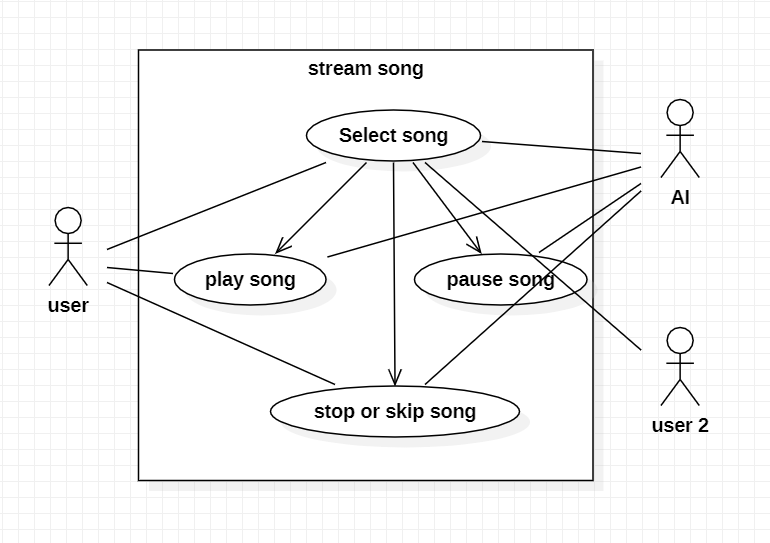 stream song
Select song
AI
play song
pause song
user
stop or skip song
user 2